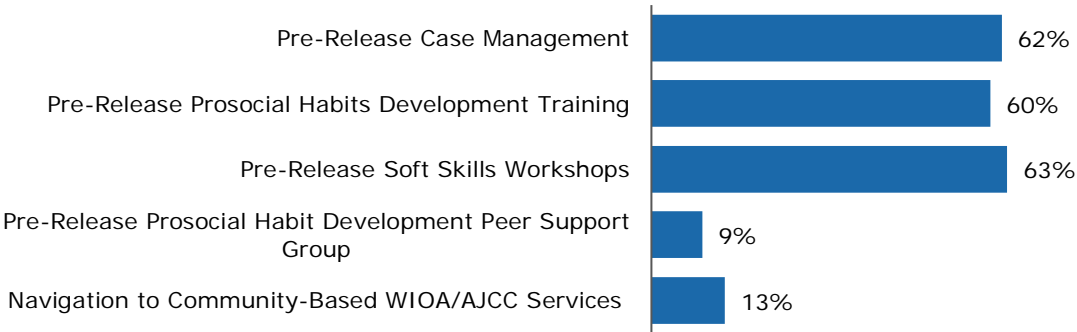 Pre-Release Case Management 62%
Pre-Release Prosocial Habits Development Training 60%
Pre-Release Soft Skills Workshops 63%
Pre-Release Prosocial Habit Development Peer Support
Group 9%
Navigation to Community-Based WIOA/AJCC Services 13%